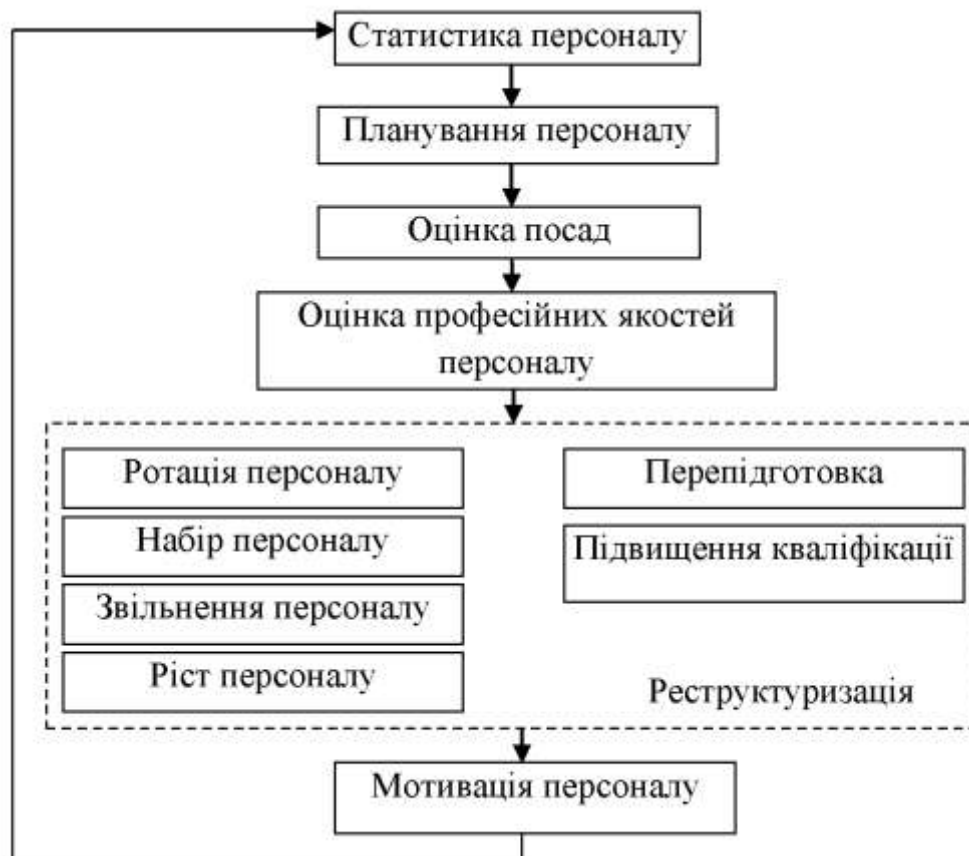 Статистика персоналу
Планування персоналу
Оцінка посад
Оцінка професійних якостей
персоналу
Ротація персоналу
Набір персоналу
Звільнення персоналу
Ріст персоналу
Перепідготовка
Підвищення кваліфікації
Реструктуризація
Мотивація персоналу